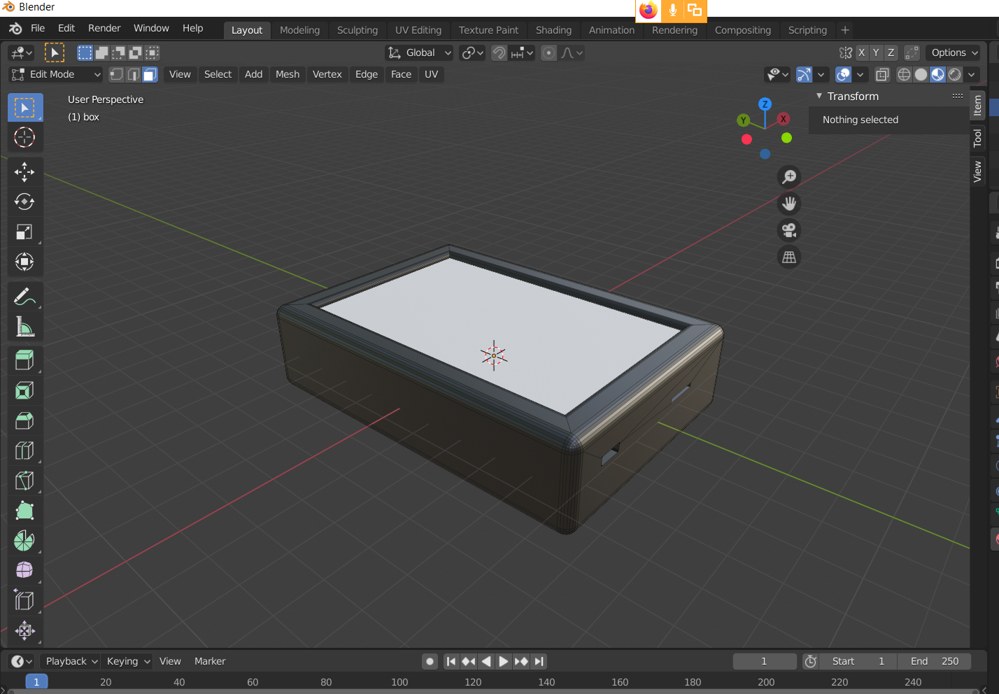 Blender
File Edit Render Window Help Layout Modeling Sculpting UV Editing Texture Paint Shading Animation Rendering Compositing Scripting +
Global X Y Z Options
Edit Mode View Select Add Mesh Vertex Edge Face UV
User Perspective
(1) box
Z
Y
X
Transform
Nothing selected
Item
Tool
View
Playback Keying View Marker 1 Start 1 End 250
1 20 40 60 80 100 120 140 160 180 200 220 240